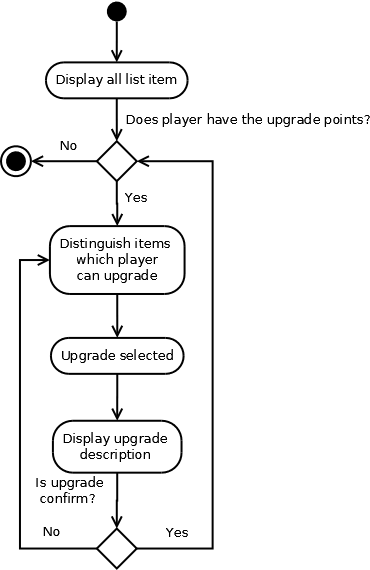 Display all list item
Does player have the upgrade points?
No
Yes
Distinguish items
which player
can upgrade
Upgrade selected
Display upgrade
description
Is upgrade
confirm?
No
Yes